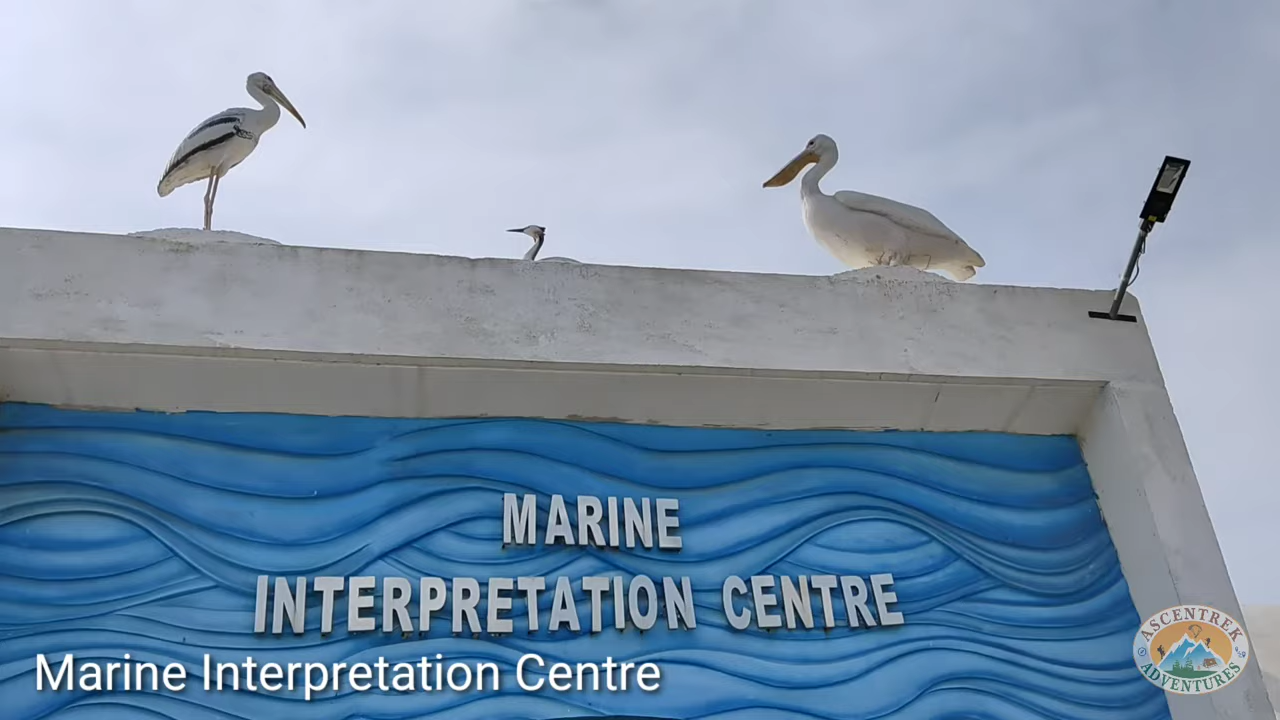 MARINE
INTERPRETATION CENTRE
Marine Interpretation Centre
ASCENTREK
ADVENTURES